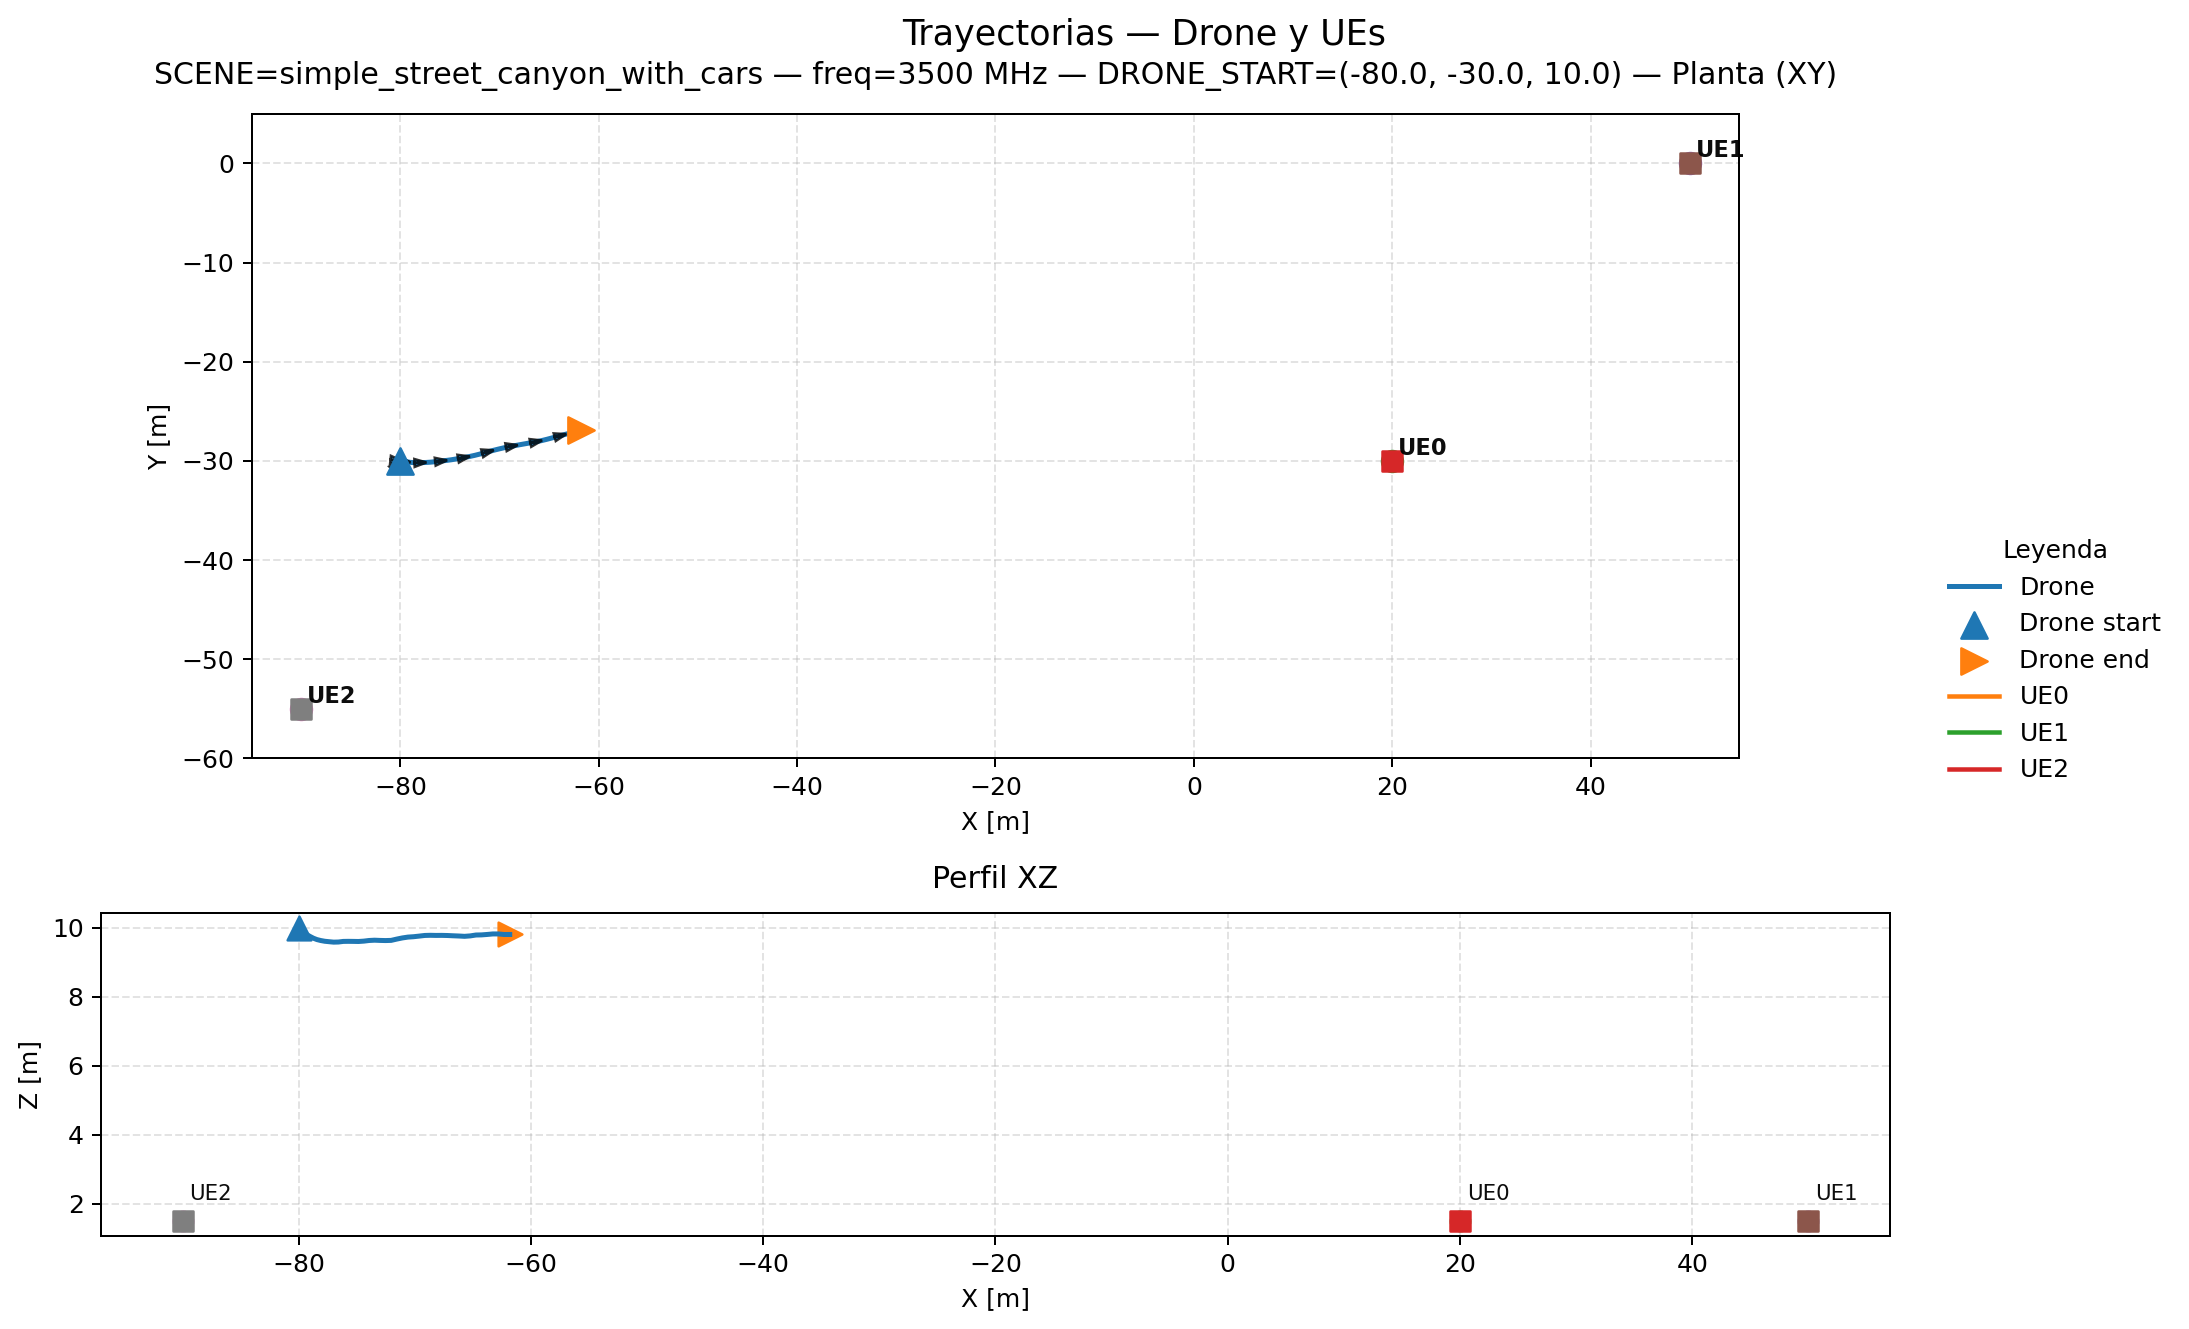 Trayectorias — Drone y UEs
SCENE=simple_street_canyon_with_cars — freq=3500 MHz — DRONE_START=(-80.0, -30.0, 10.0) — Planta (XY)
0
−10
−20
−30
−40
−50
−60
Y [m]
UE1
UE0
UE2
−80
−60
−40
−20
0
20
40
X [m]
Leyenda
Drone
Drone start
Drone end
UE0
UE1
UE2
Perfil XZ
10
8
6
4
2
Z [m]
UE2
UE0
UE1
−80
−60
−40
−20
0
20
40
X [m]